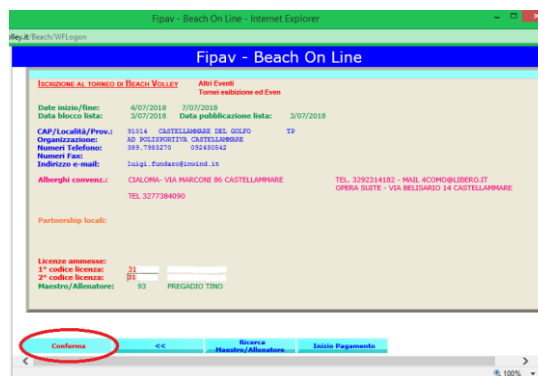 Fipav - Beach On Line - Internet Explorer
lley.it/Beach/WFLogon
Fipav - Beach On Line
ISCRIZIONE AL TORNEO DI BEACH VOLLEY Altri Eventi
Tornei esibizione ed Even
Date inizio/fine: 4/07/2018 7/07/2018
Data blocco lista: 3/07/2018 Data pubblicazione lista: 3/07/2018
CAP/Località/Prov.: 91014 CASTELLAMMARE DEL GOLFO TP
Organizzazione: AD POLISPORTIVA CASTELLAMMARE
Numeri Telefono: 389.7983270 092430542
Numeri Fax:
Indirizzo e-mail: luigi.fundaro@inwind.it
Alberghi convenz.: CIALOMA- VIA MARCONI 86 CASTELLAMMARE TEL. 3292314182 - MAIL 4COMO@LIBERO.IT
OPERA SUITE - VIA BELISARIO 14 CASTELLAMMARE
TEL 3277384090
Partnership locali:
Licenze ammesse:
1° codice licenza: 31
2° codice licenza: 31
Maestro/Allenatore: 93 PREGADIO TINO
Conferma << Ricerca Maestro/Allenatore Inizio Pagamento
100%